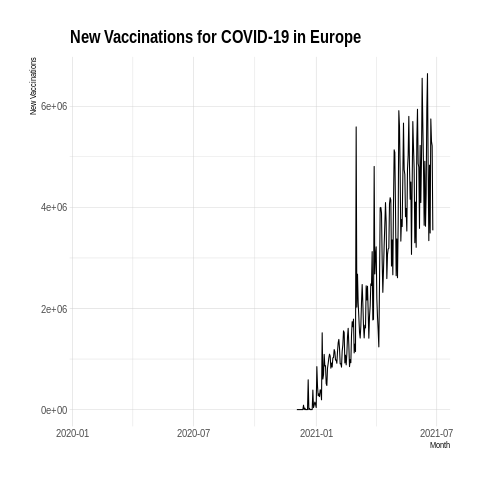 New Vaccinations for COVID-19 in Europe
New Vaccinations
6e+06
4e+06
2e+06
0e+00
2020-01
2020-07
2021-01
2021-07
Month